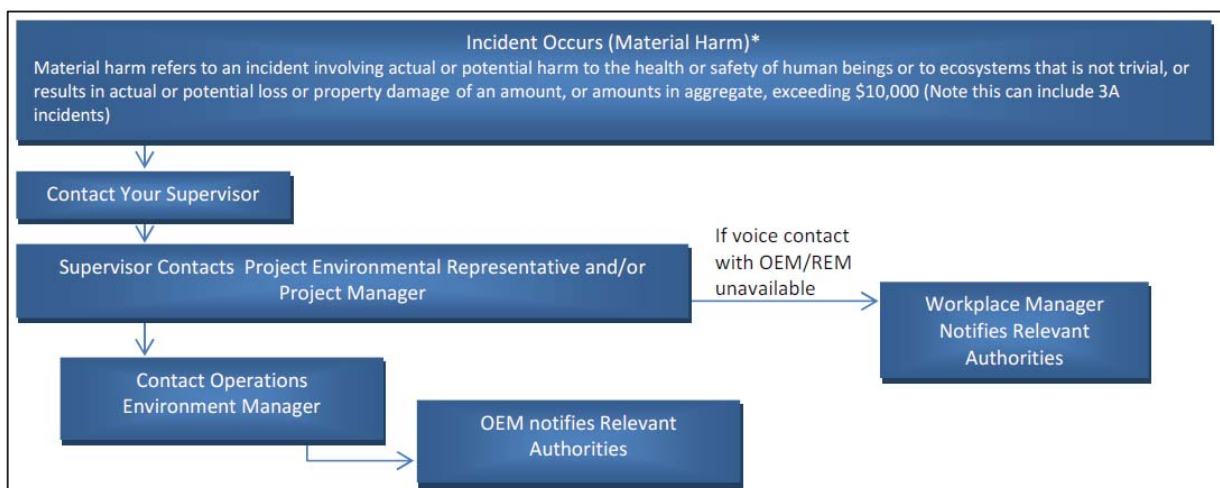 Incident Occurs (Material Harm)*
Material harm refers to an incident involving actual or potential harm to the health or safety of human beings or to ecosystems that is not trivial, or
results in actual or potential loss or property damage of an amount, or amounts in aggregate, exceeding $10,000 (Note this can include 3A
incidents)
Contact Your Supervisor
Supervisor Contacts Project Environmental Representative and/or
Project Manager
If voice contact
with OEM/REM
unavailable
Workplace Manager
Notifies Relevant
Authorities
Contact Operations
Environment Manager
OEM notifies Relevant
Authorities